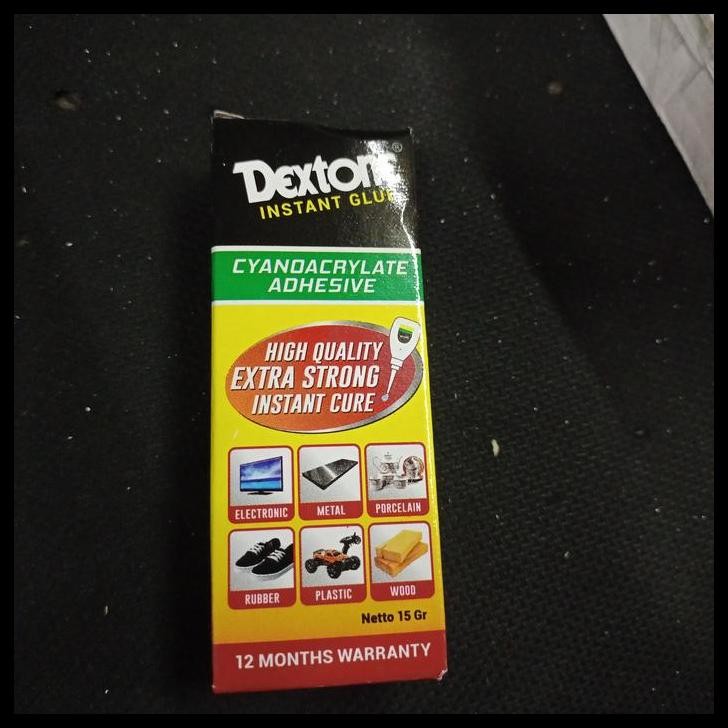 Dextone®
INSTANT GLUE
CYANOACRYLATE
ADHESIVE
HIGH QUALITY
EXTRA STRONG
INSTANT CURE
ELECTRONIC
METAL
PORCELAIN
RUBBER
PLASTIC
WOOD
Netto 15 Gr
12 MONTHS WARRANTY